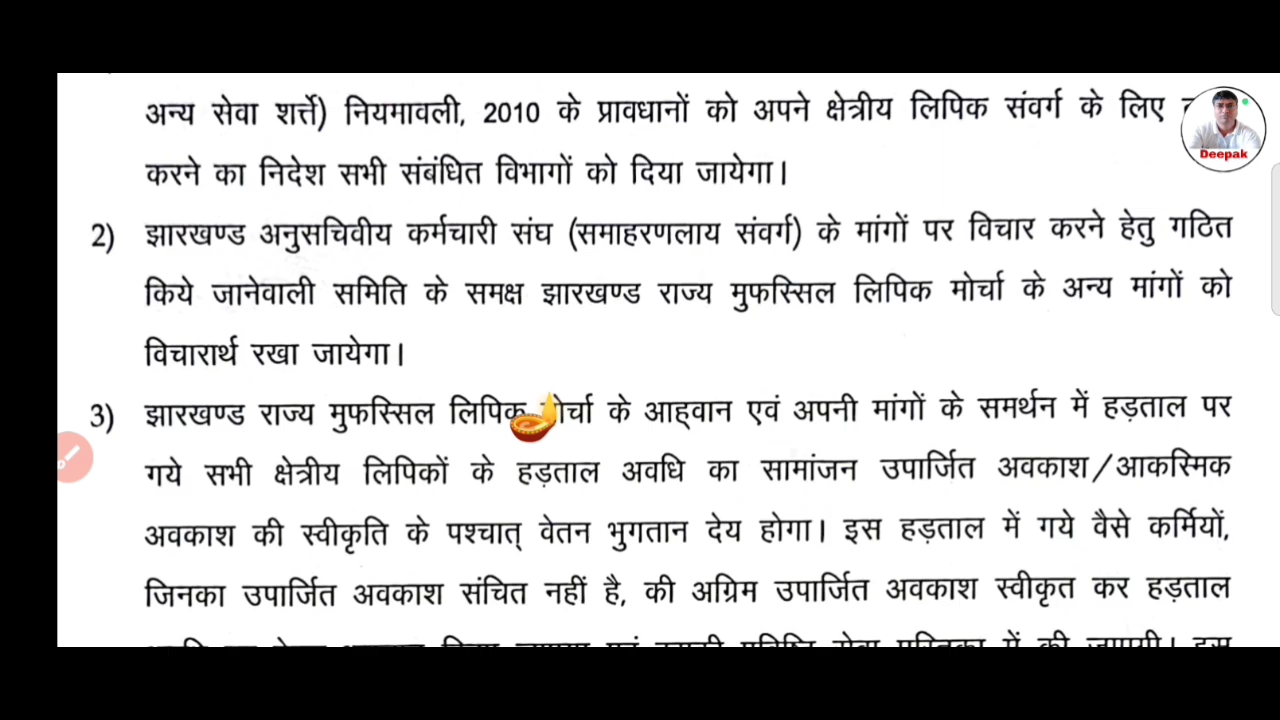 अन्य सेवा शर्त्ते) नियमावली, 2010 के प्रावधानों को अपने क्षेत्रीय लिपिक संवर्ग के लिए
Deepak
करने का निदेश सभी संबंधित विभागों को दिया जायेगा।
2) झारखण्ड अनुसचिवीय कर्मचारी संघ (समाहरणलाय संवर्ग) के मांगों पर विचार करने हेतु गठित
किये जानेवाली समिति के समक्ष झारखण्ड राज्य मुफस्सिल लिपिक मोर्चा के अन्य मांगों को
विचारार्थ रखा जायेगा।
3) झारखण्ड राज्य मुफस्सिल लिपिक मोर्चा के आह्वान एवं अपनी मांगों के समर्थन में हड़ताल पर
गये सभी क्षेत्रीय लिपिकों के हड़ताल अवधि का सामांजन उपार्जित अवकाश/आकस्मिक
अवकाश की स्वीकृति के पश्चात् वेतन भुगतान देय होगा। इस हड़ताल में गये वैसे कर्मियों,
जिनका उपार्जित अवकाश संचित नहीं है, की अग्रिम उपार्जित अवकाश स्वीकृत कर हड़ताल